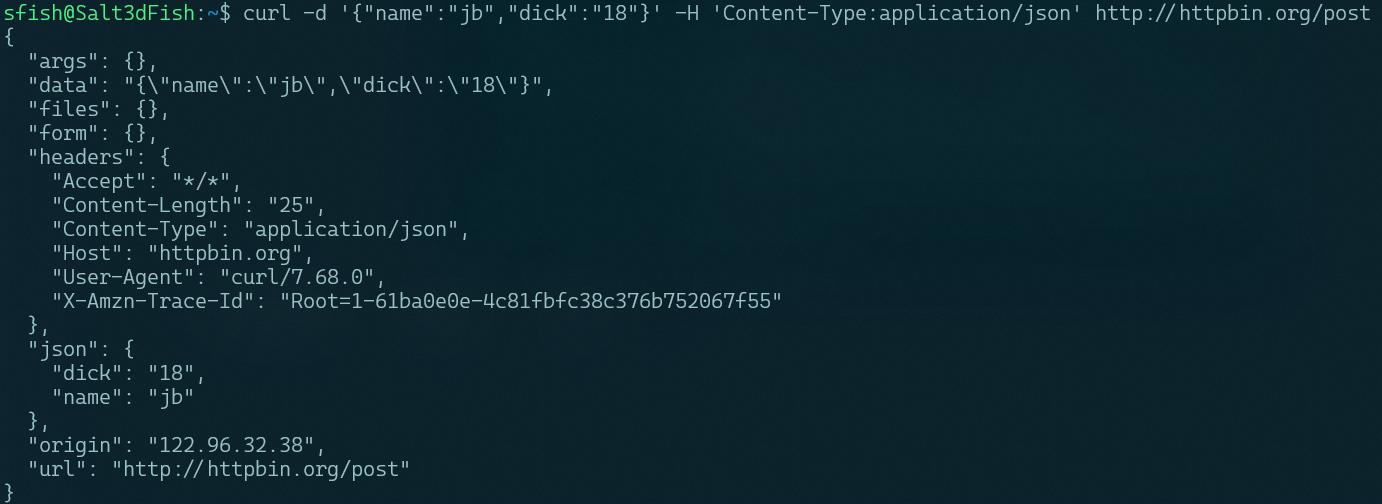 sfish@Salt3dFish:~$ curl -d '{"name":"jb","dick":"18"}' -H 'Content-Type:application/json' http://httpbin.org/post
{
  "args": {},
  "data": "{\"name\":\"jb\",\"dick\":\"18\"}",
  "files": {},
  "form": {},
  "headers": {
    "Accept": "*/*",
    "Content-Length": "25",
    "Content-Type": "application/json",
    "Host": "httpbin.org",
    "User-Agent": "curl/7.68.0",
    "X-Amzn-Trace-Id": "Root=1-61ba0e0e-4c81fbfc38c376b752067f55"
  },
  "json": {
    "dick": "18",
    "name": "jb"
  },
  "origin": "122.96.32.38",
  "url": "http://httpbin.org/post"
}